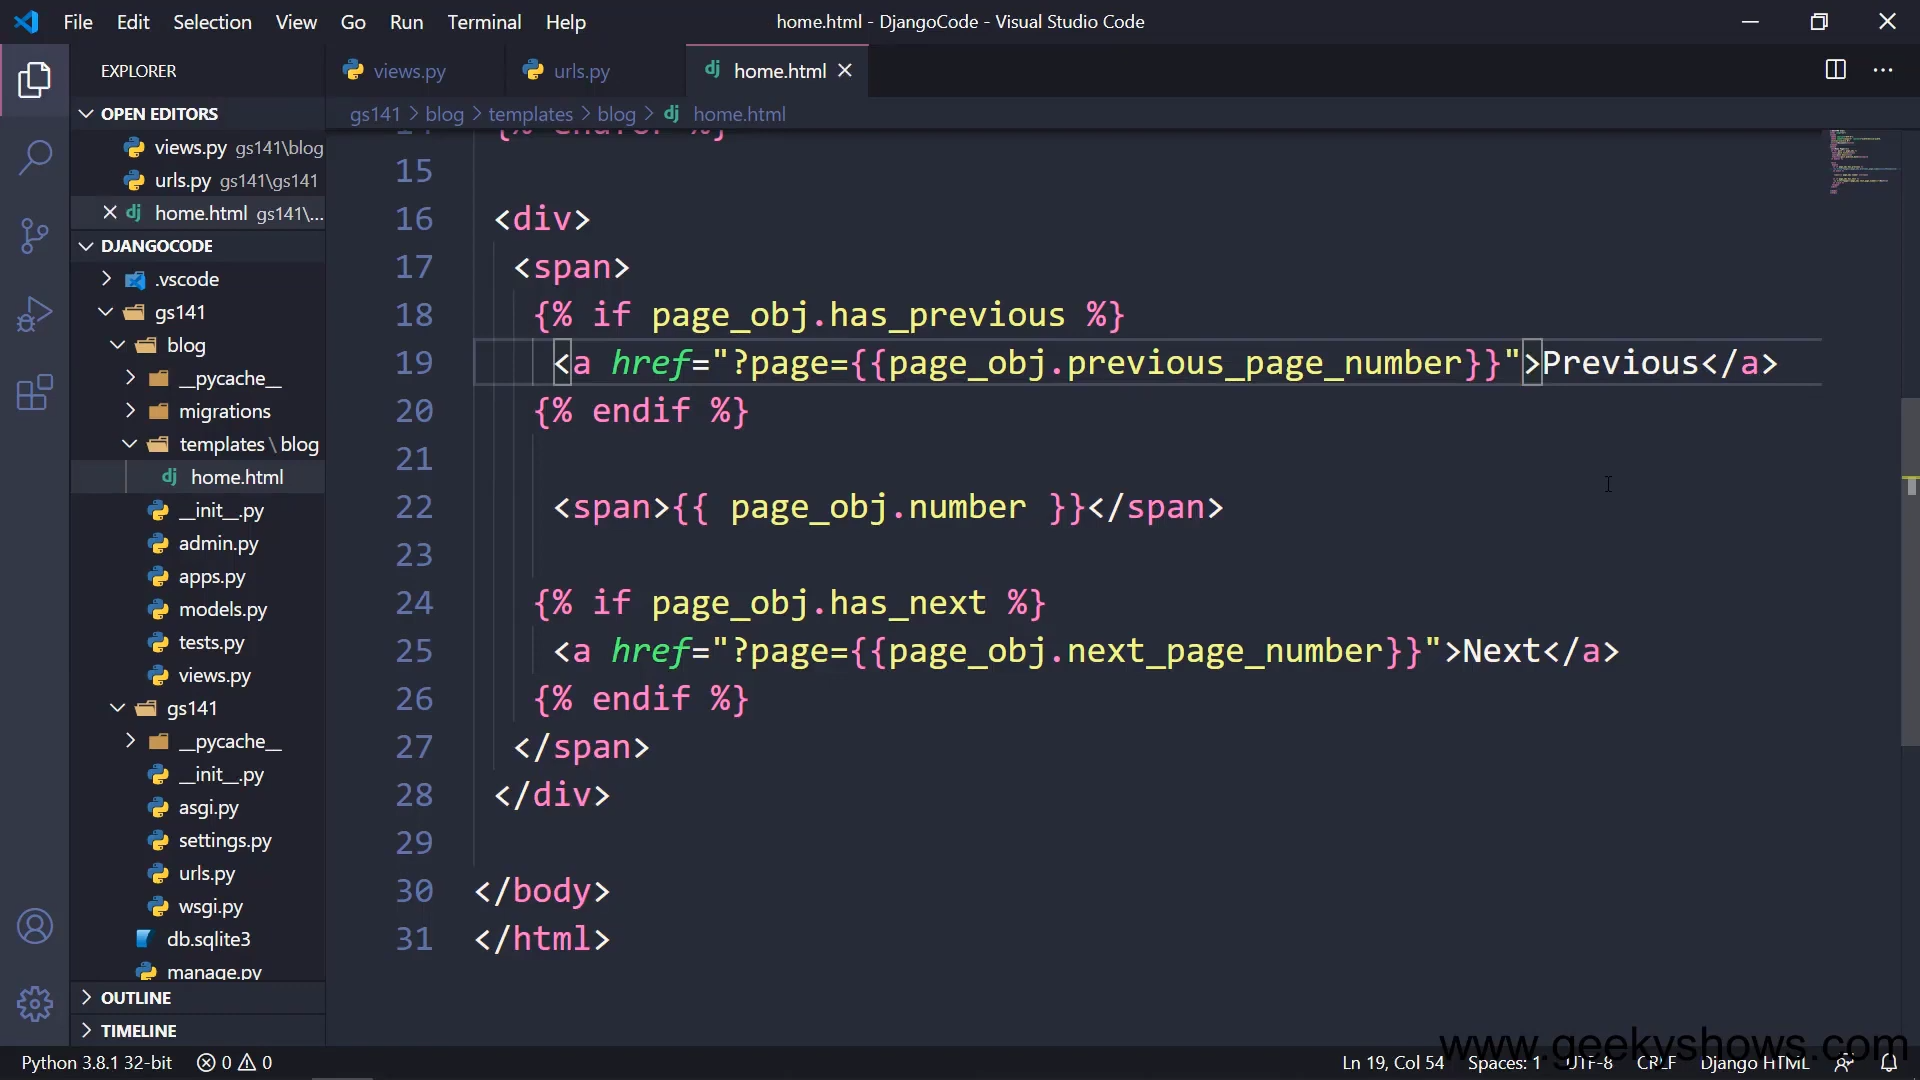 File Edit Selection View Go Run Terminal Help
home.html - DjangoCode - Visual Studio Code
EXPLORER
OPEN EDITORS
views.py gs141\blog
urls.py gs141\gs141
home.html gs141\...
DJANGOCODE
.vscode
gs141
blog
__pycache__
migrations
templates \ blog
home.html
__init__.py
admin.py
apps.py
models.py
tests.py
views.py
gs141
__pycache__
__init__.py
asgi.py
settings.py
urls.py
wsgi.py
db.sqlite3
manage.py
OUTLINE
TIMELINE
views.py urls.py home.html
gs141 > blog > templates > blog > home.html
14 {% endfor %}
15
16 <div>
17 <span>
18 {% if page_obj.has_previous %}
19 <a href="?page={{page_obj.previous_page_number}}">Previous</a>
20 {% endif %}
21
22 <span>{{ page_obj.number }}</span>
23
24 {% if page_obj.has_next %}
25 <a href="?page={{page_obj.next_page_number}}">Next</a>
26 {% endif %}
27 </span>
28 </div>
29
30 </body>
31 </html>
www.geekyshows.com
Python 3.8.1 32-bit 0 0 Ln 19, Col 54 Spaces: 1 UTF-8 CRLF Django HTML